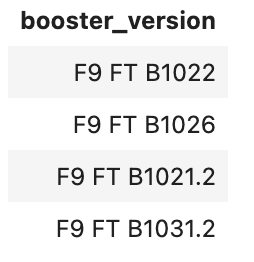 booster_version
F9 FT B1022
F9 FT B1026
F9 FT B1021.2
F9 FT B1031.2